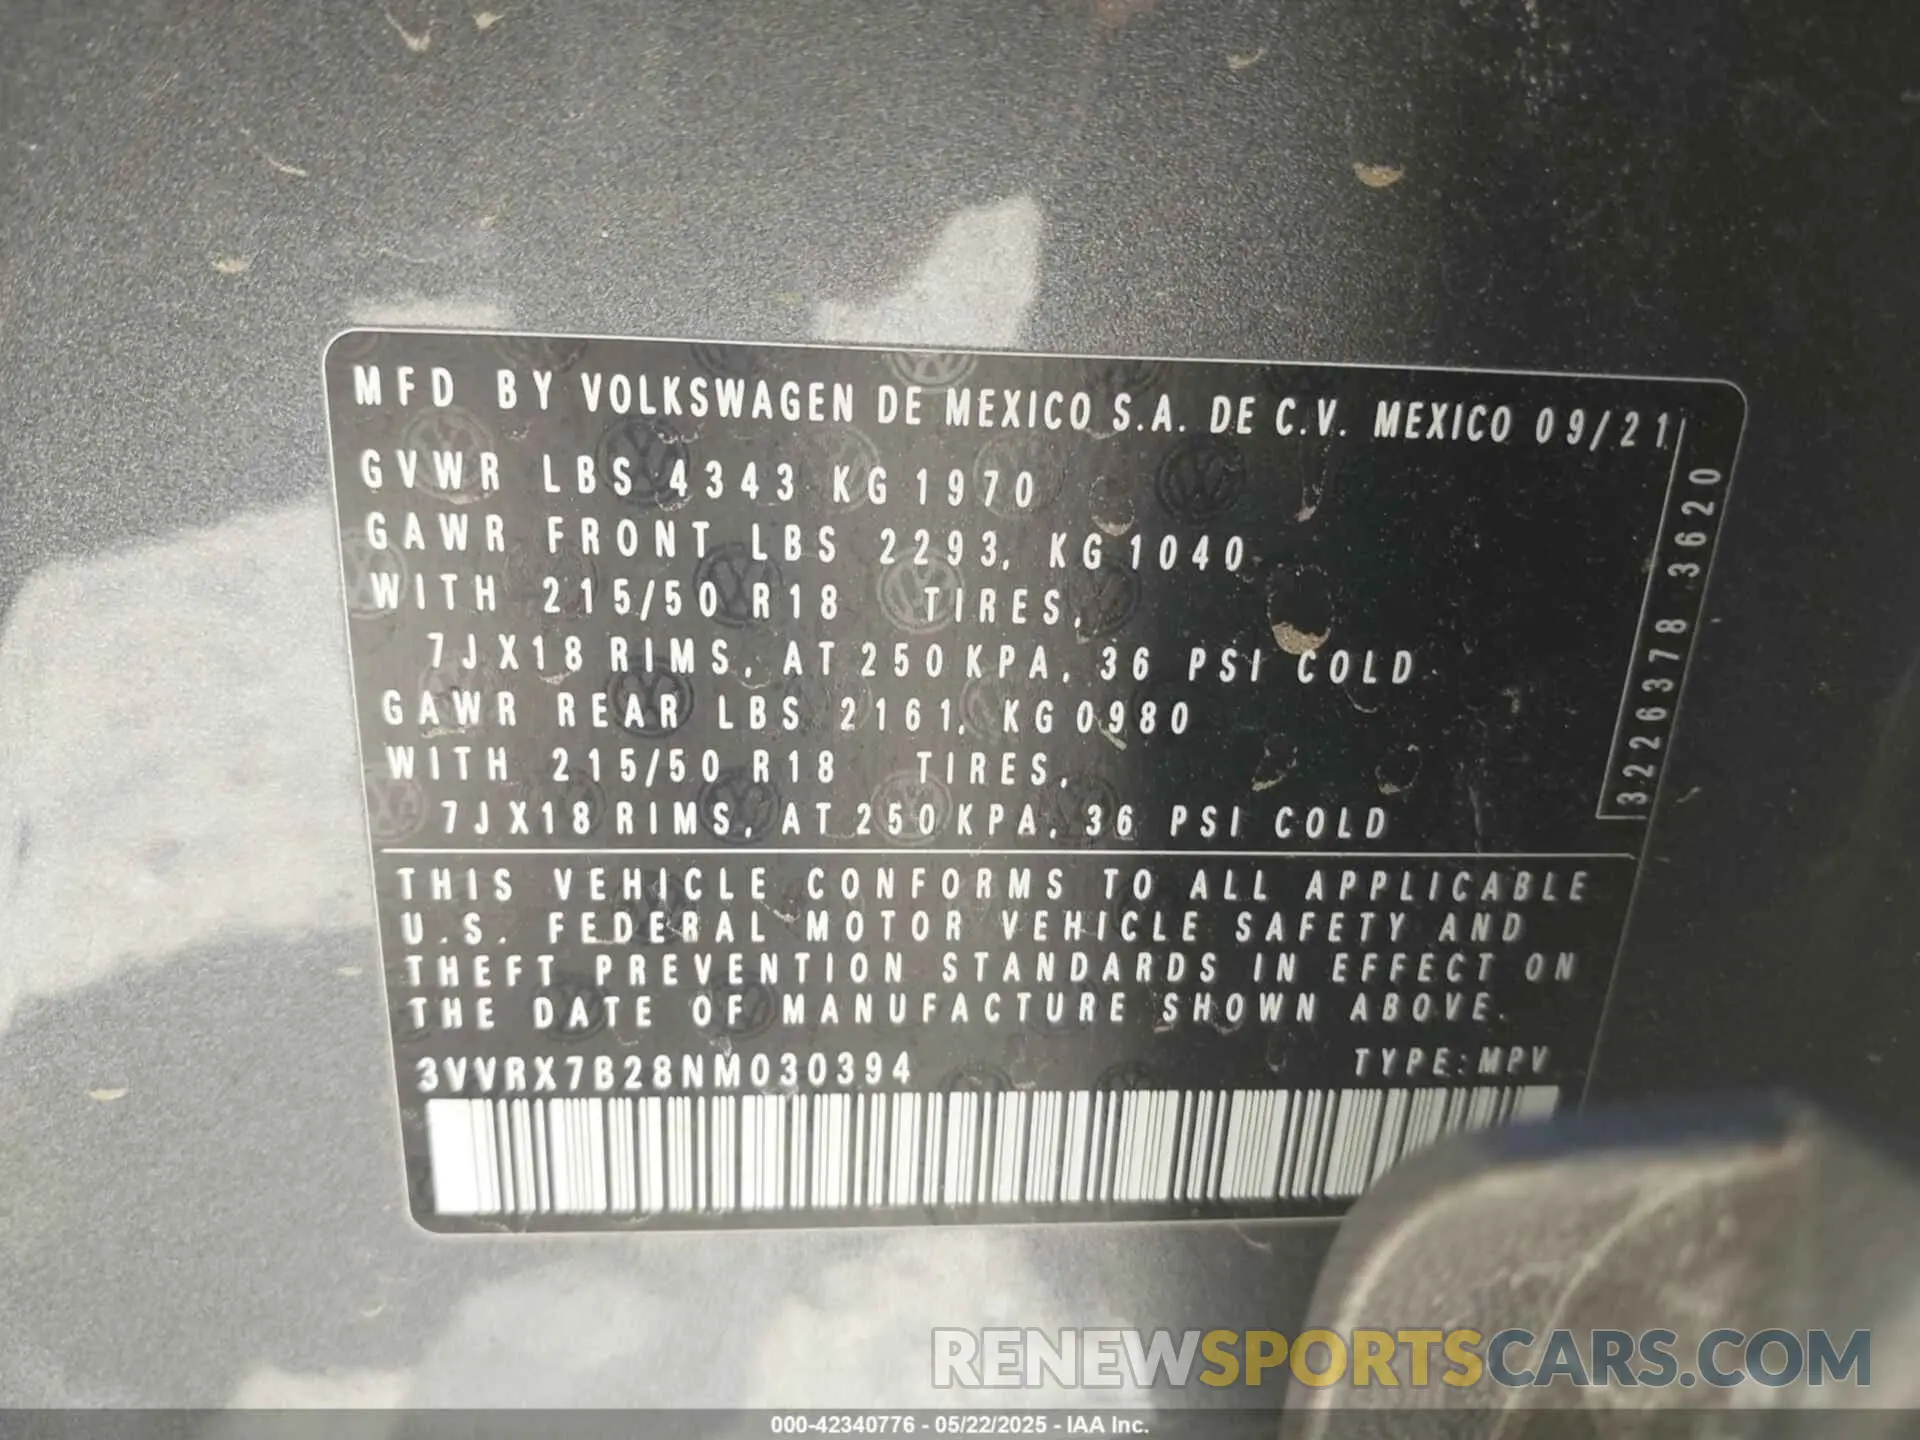 MFD BY VOLKSWAGEN DE MEXICO S.A. DE C.V. MEXICO 09/21
GVWR LBS 4343 KG 1970
GAWR FRONT LBS 2293, KG 1040
WITH 215/50 R18 TIRES,
7JX18 RIMS, AT 250 KPA, 36 PSI COLD
GAWR REAR LBS 2161, KG 0980
WITH 215/50 R18 TIRES,
7JX18 RIMS, AT 250 KPA, 36 PSI COLD
3226378 3620
THIS VEHICLE CONFORMS TO ALL APPLICABLE
U.S. FEDERAL MOTOR VEHICLE SAFETY AND
THEFT PREVENTION STANDARDS IN EFFECT ON
THE DATE OF MANUFACTURE SHOWN ABOVE.
3VVRX7B28NM030394 TYPE: MPV
RENEWSPORTSCARS.COM
000-42340776 - 05/22/2025 - IAA Inc.